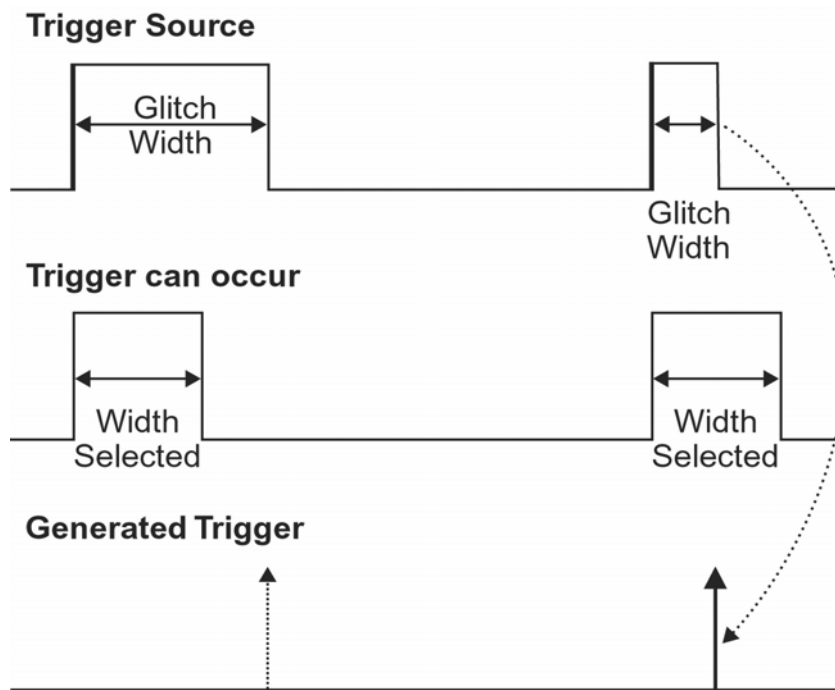 Trigger Source
Glitch
Width
Glitch
Width
Trigger can occur
Width
Selected
Width
Selected
Generated Trigger